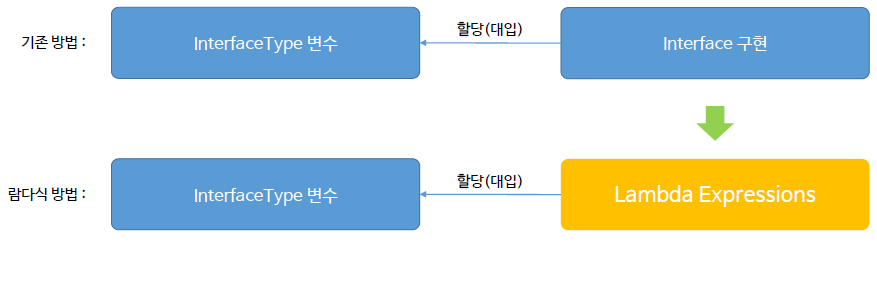 기존 방법 :
InterfaceType 변수
할당(대입)
Interface 구현
람다식 방법 :
InterfaceType 변수
할당(대입)
Lambda Expressions